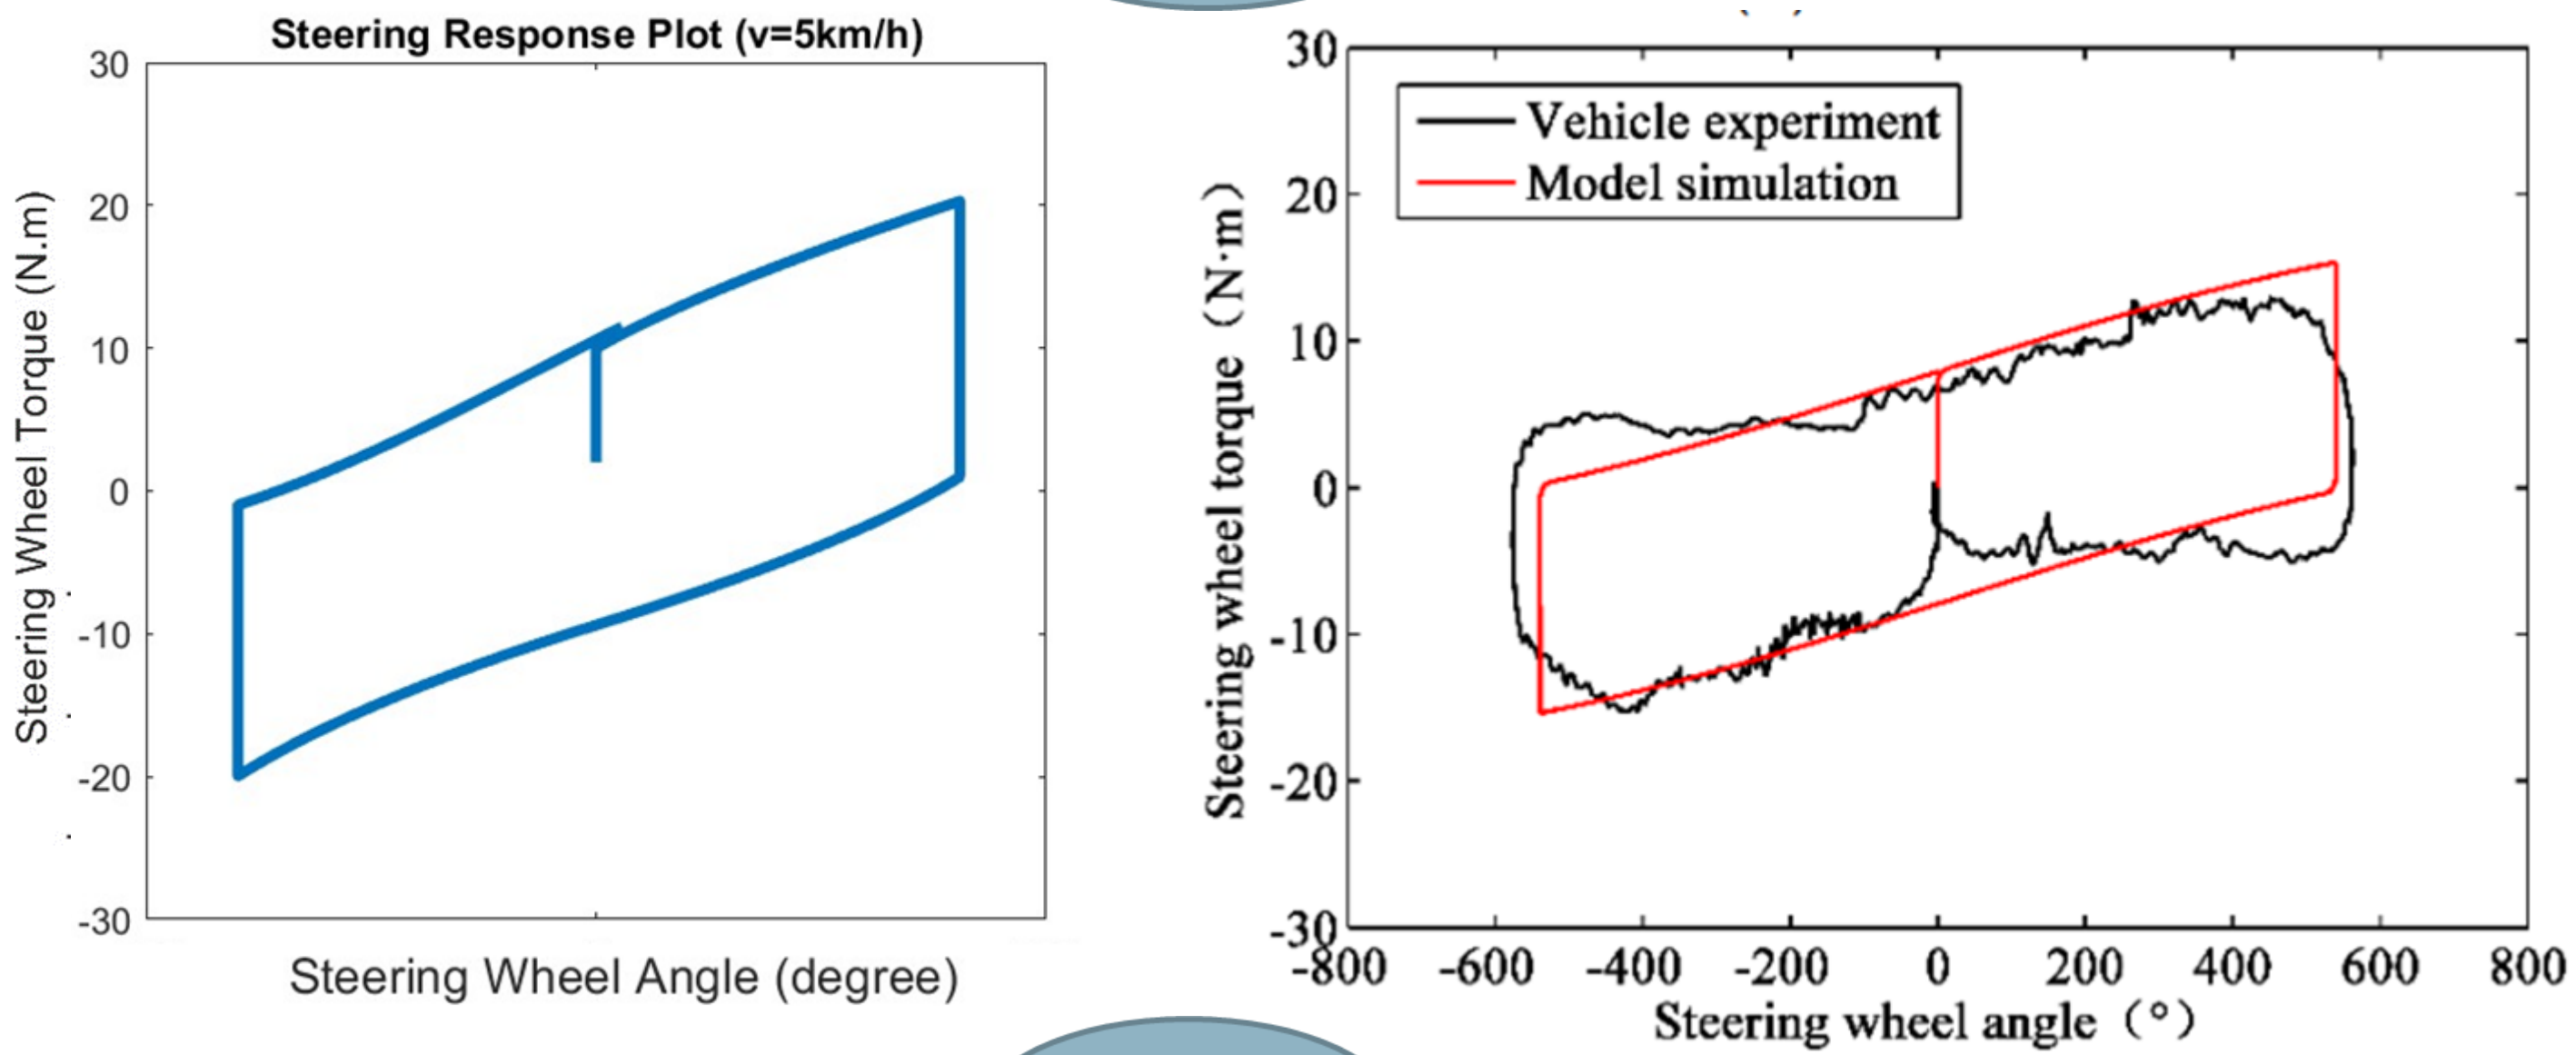 Steering Response Plot (v=5km/h)
30
20
10
0
-10
-20
-30
Steering Wheel Torque (N.m)
Steering Wheel Angle (degree)
30
20
10
0
-10
-20
-30
Steering wheel torque（N·m）
Vehicle experiment
Model simulation
-800 -600 -400 -200 0 200 400 600 800
Steering wheel angle（°）